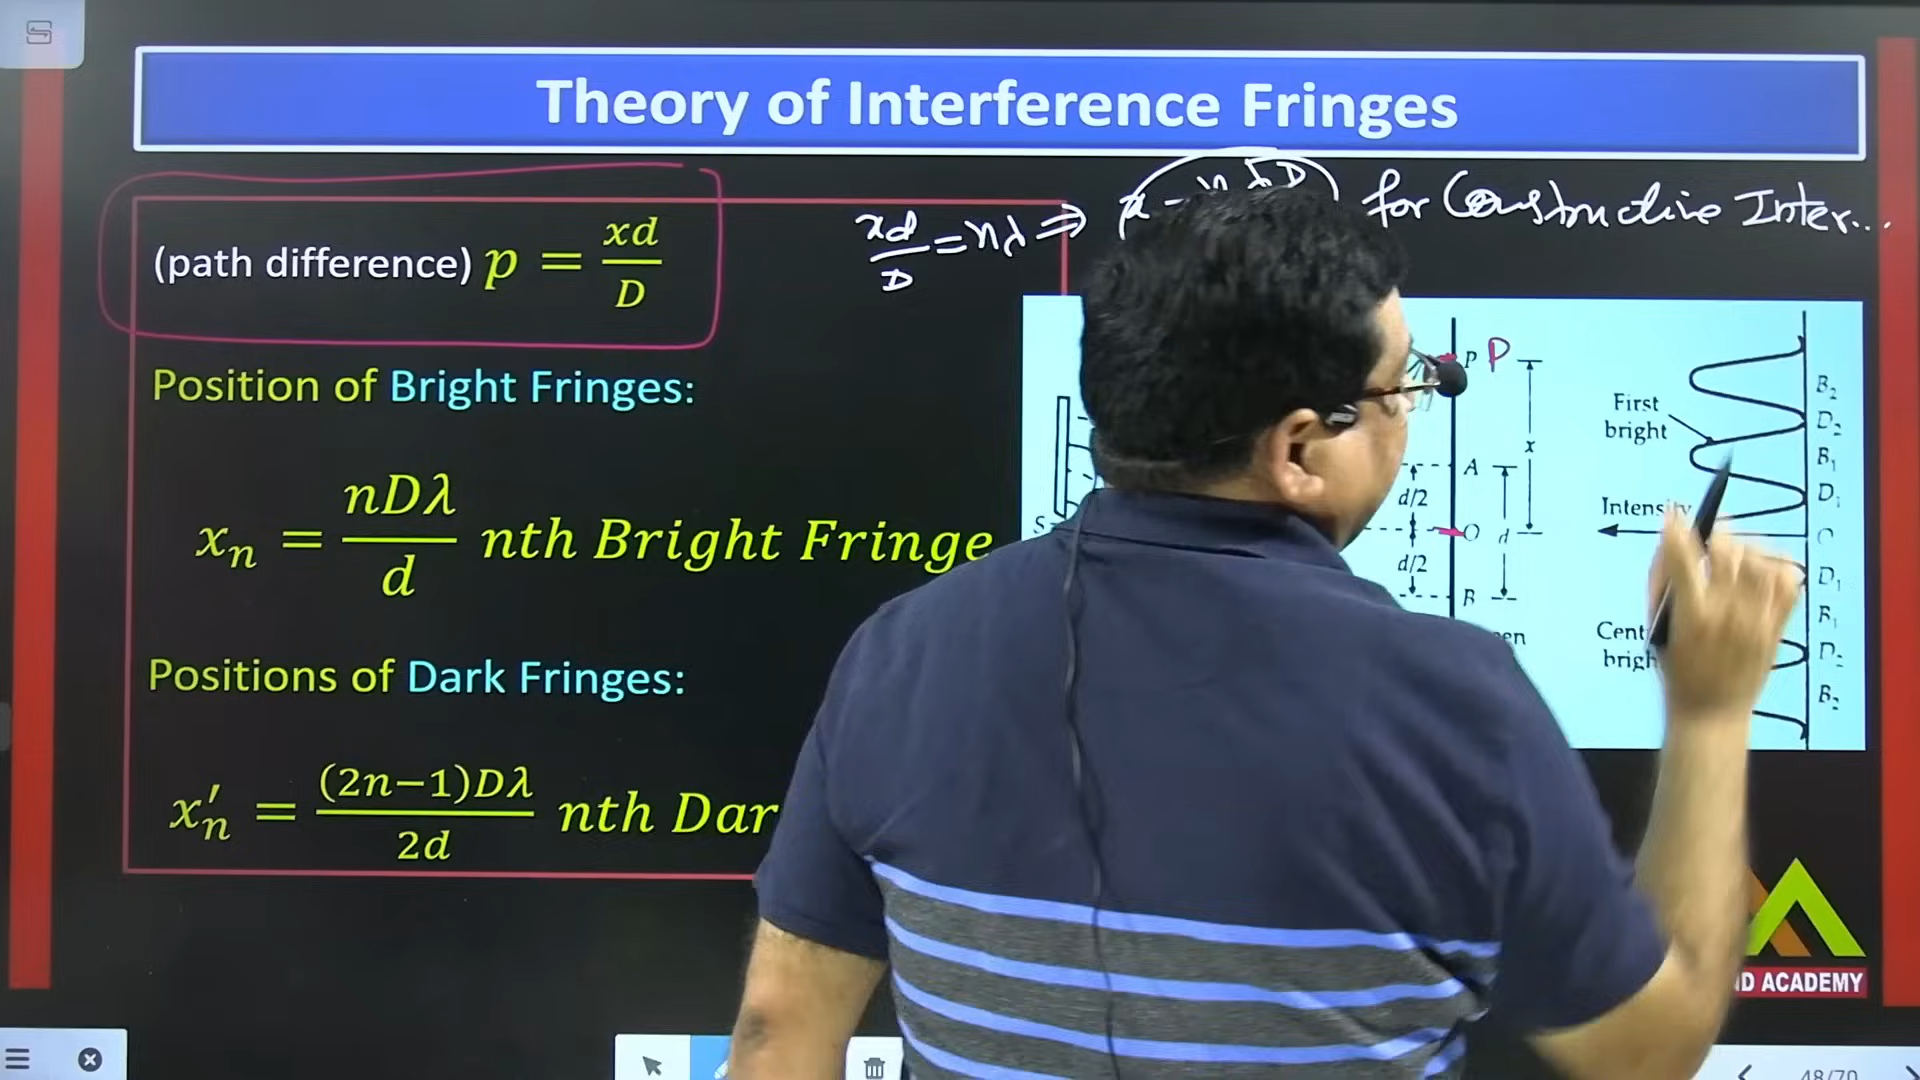 Theory of Interference Fringes
(path difference) p = xd/D
xd/D = nλ ⇒ for Constructive Inter...
Position of Bright Fringes:
xₙ = nDλ/d nth Bright Fringe
Positions of Dark Fringes:
x′ₙ = (2n−1)Dλ/2d nth Dar
S
P P
x
A
d/2
O d
d/2
B
First
bright
Intensity
B₂
D₂
B₁
D₁
O
D₁
B₁
D₂
B₂
D ACADEMY
48/70